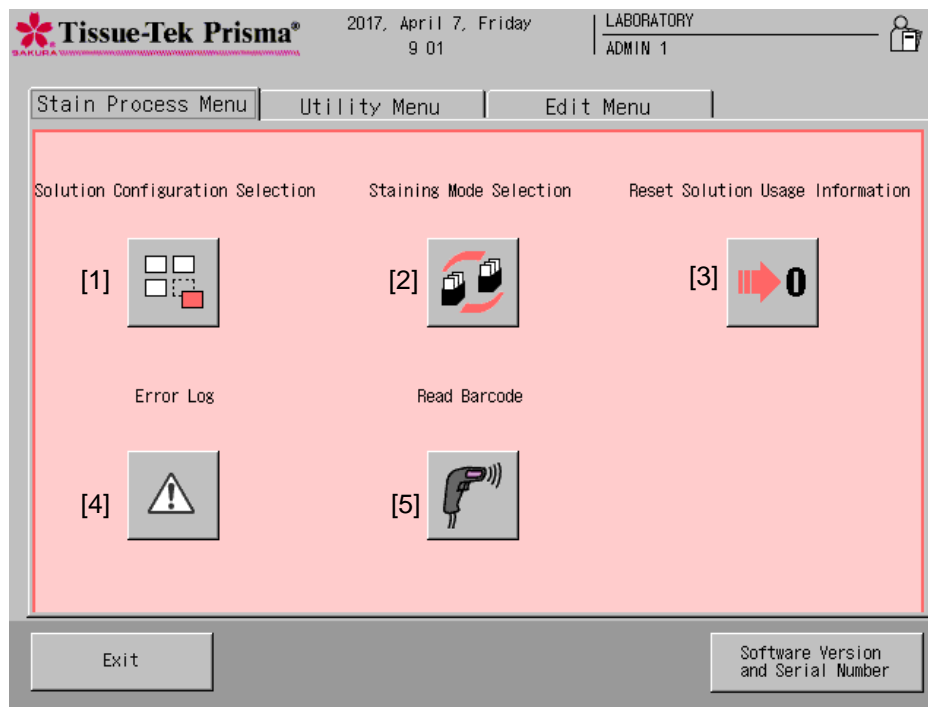 Tissue-Tek Prisma®
SAKURA
2017, April 7, Friday
9 01
LABORATORY
ADMIN 1
Stain Process Menu
Utility Menu
Edit Menu
Solution Configuration Selection
Staining Mode Selection
Reset Solution Usage Information
[1]
[2]
[3]
0
Error Log
Read Barcode
[4]
[5]
Exit
Software Version
and Serial Number